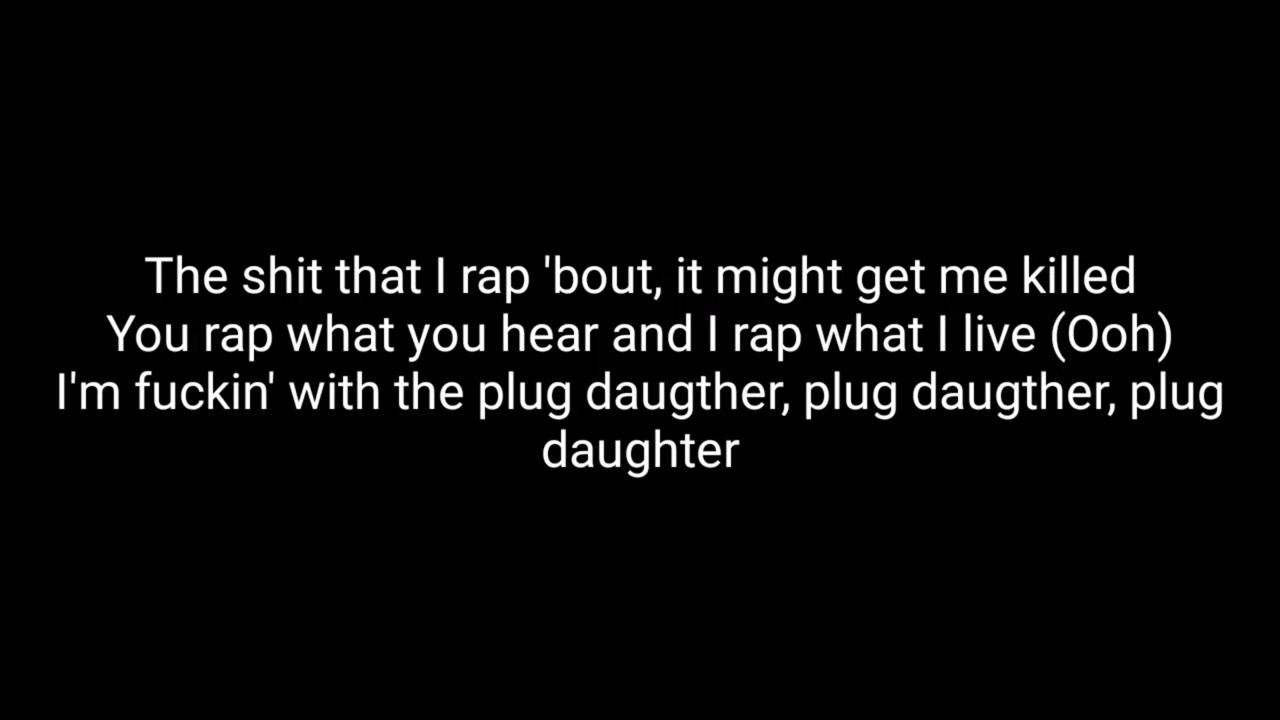 The shit that I rap 'bout, it might get me killed
You rap what you hear and I rap what I live (Ooh)
I'm fuckin' with the plug daugther, plug daugther, plug
daughter